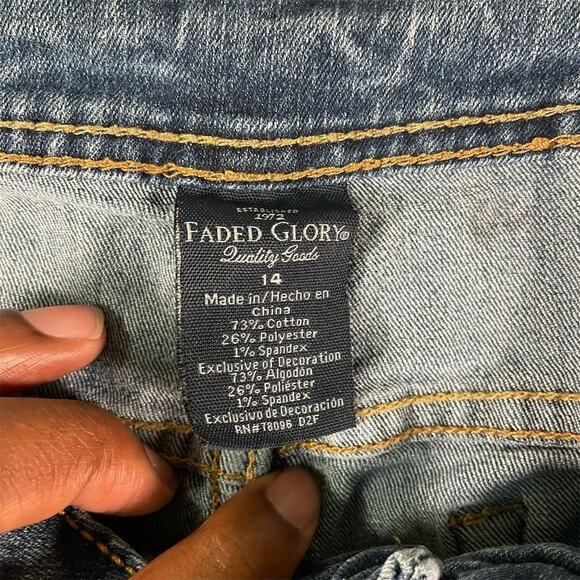 ESTABLISHED
1972
FADED GLORY®
Quality Goods
14
Made in/Hecho en
China
73% Cotton
26% Polyester
1% Spandex
Exclusive of Decoration
73% Algodón
26% Poliéster
1% Spandex
Exclusivo de Decoración
RN#78096 D2F